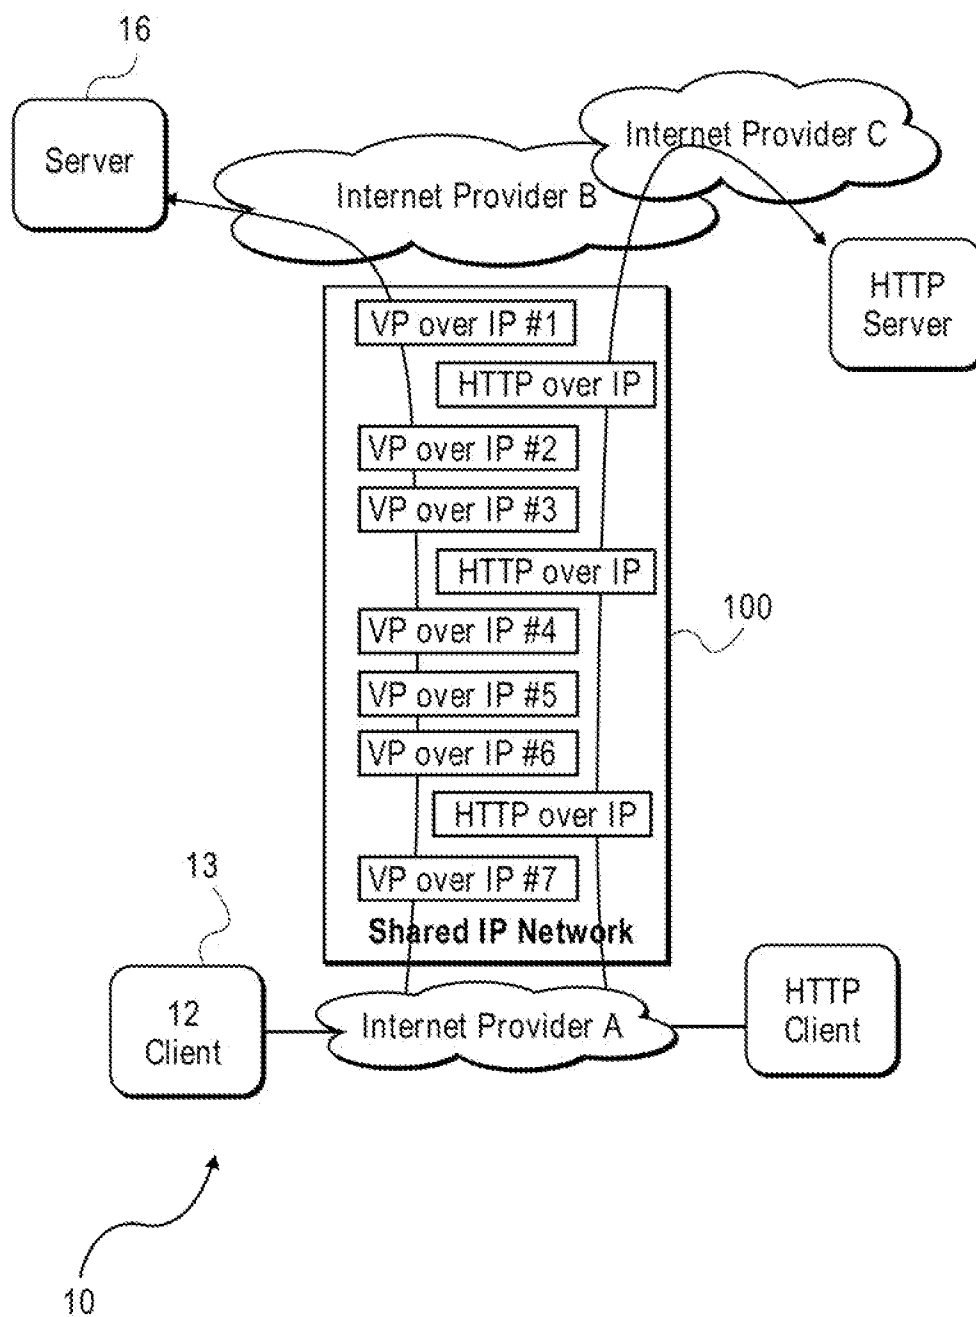 16
Server
Internet Provider C
Internet Provider B
HTTP
Server
VP over IP #1
HTTP over IP
VP over IP #2
VP over IP #3
HTTP over IP
100
VP over IP #4
VP over IP #5
VP over IP #6
HTTP over IP
13
VP over IP #7
Shared IP Network
12
Client
Internet Provider A
HTTP
Client
10